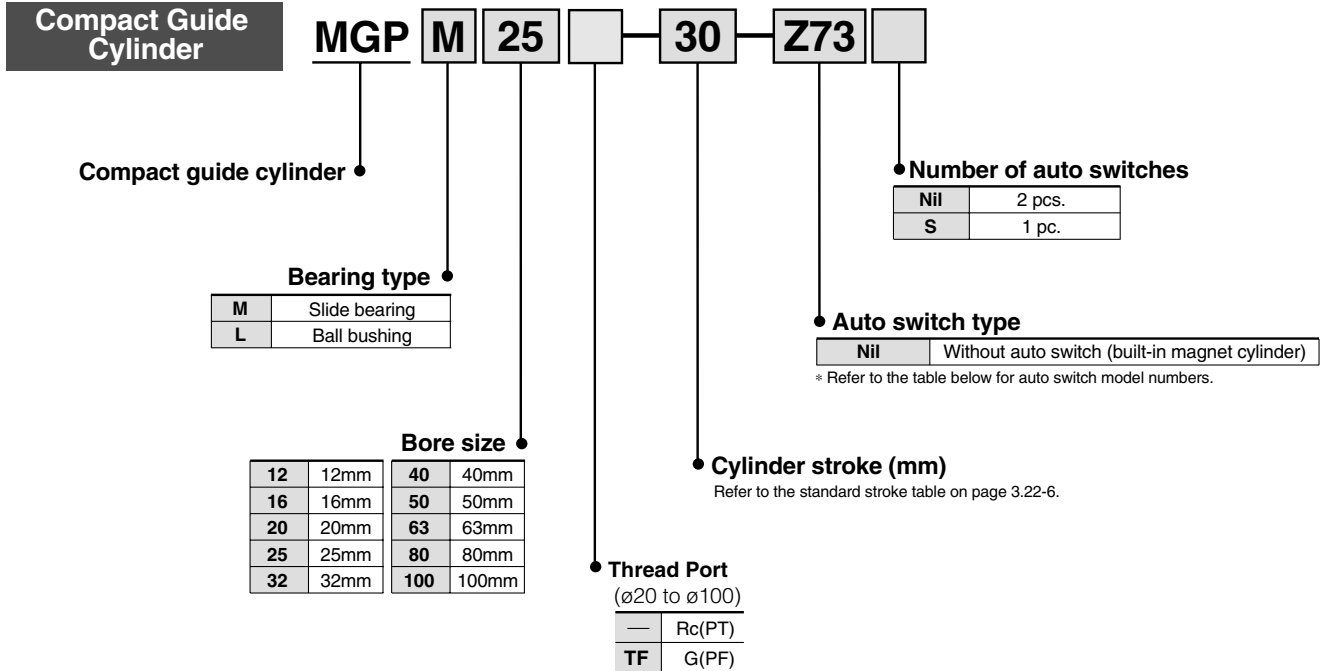 Compact Guide
Cylinder
MGP M 25 — 30 — Z73
Compact guide cylinder
Number of auto switches
Nil 2 pcs.
S 1 pc.
Bearing type
M Slide bearing
L Ball bushing
Auto switch type
Nil Without auto switch (built-in magnet cylinder)
* Refer to the table below for auto switch model numbers.
Bore size
12 12mm 40 40mm
16 16mm 50 50mm
20 20mm 63 63mm
25 25mm 80 80mm
32 32mm 100 100mm
Cylinder stroke (mm)
Refer to the standard stroke table on page 3.22-6.
Thread Port
(ø20 to ø100)
— Rc(PT)
TF G(PF)